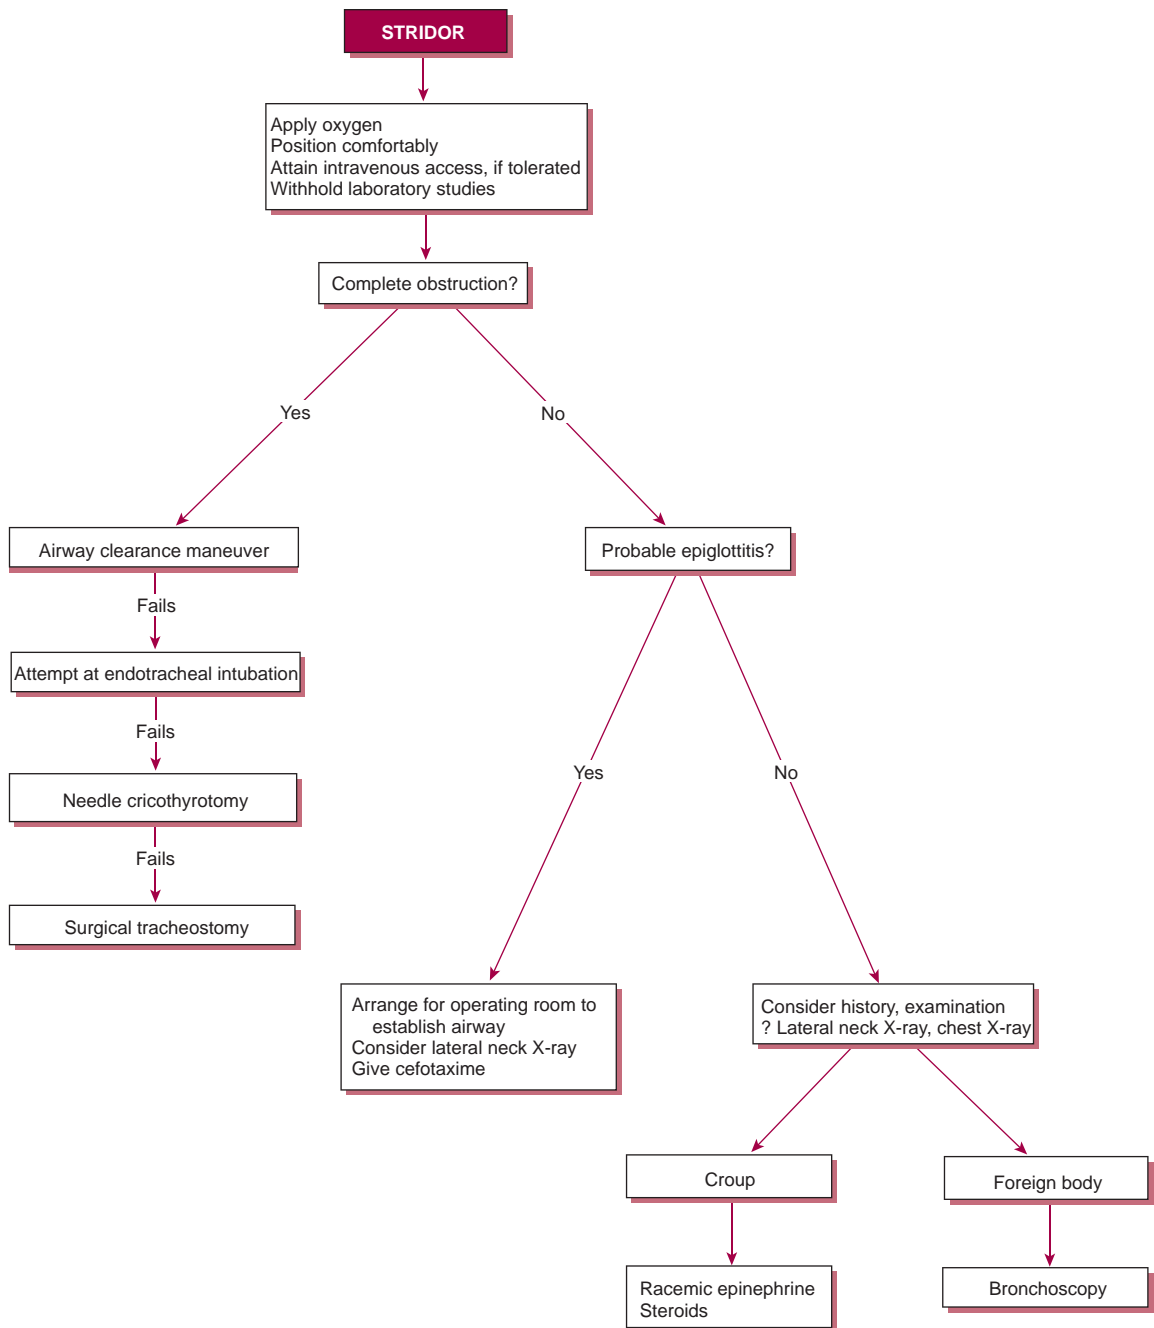 STRIDOR
Apply oxygen
Position comfortably
Attain intravenous access, if tolerated
Withhold laboratory studies
Complete obstruction?
Yes
No
Airway clearance maneuver
Fails
Attempt at endotracheal intubation
Fails
Needle cricothyrotomy
Fails
Surgical tracheostomy
Probable epiglottitis?
Yes
No
Arrange for operating room to
establish airway
Consider lateral neck X-ray
Give cefotaxime
Consider history, examination
? Lateral neck X-ray, chest X-ray
Croup
Foreign body
Racemic epinephrine
Steroids
Bronchoscopy